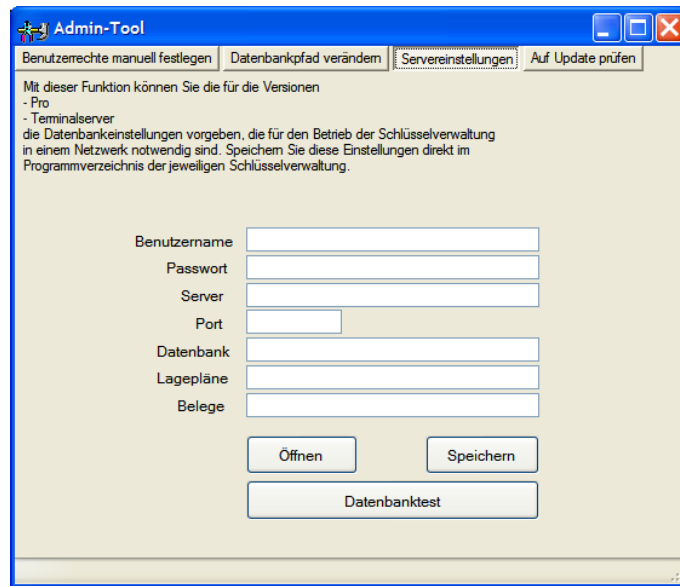 Admin-Tool
Benutzerrechte manuell festlegen Datenbankpfad verändern Servereinstellungen Auf Update prüfen
Mit dieser Funktion können Sie die für die Versionen
- Pro
- Terminalserver
die Datenbankeinstellungen vorgeben, die für den Betrieb der Schlüsselverwaltung
in einem Netzwerk notwendig sind. Speichern Sie diese Einstellungen direkt im
Programmverzeichnis der jeweiligen Schlüsselverwaltung.
Benutzername
Passwort
Server
Port
Datenbank
Lagepläne
Belege
Öffnen Speichern
Datenbanktest